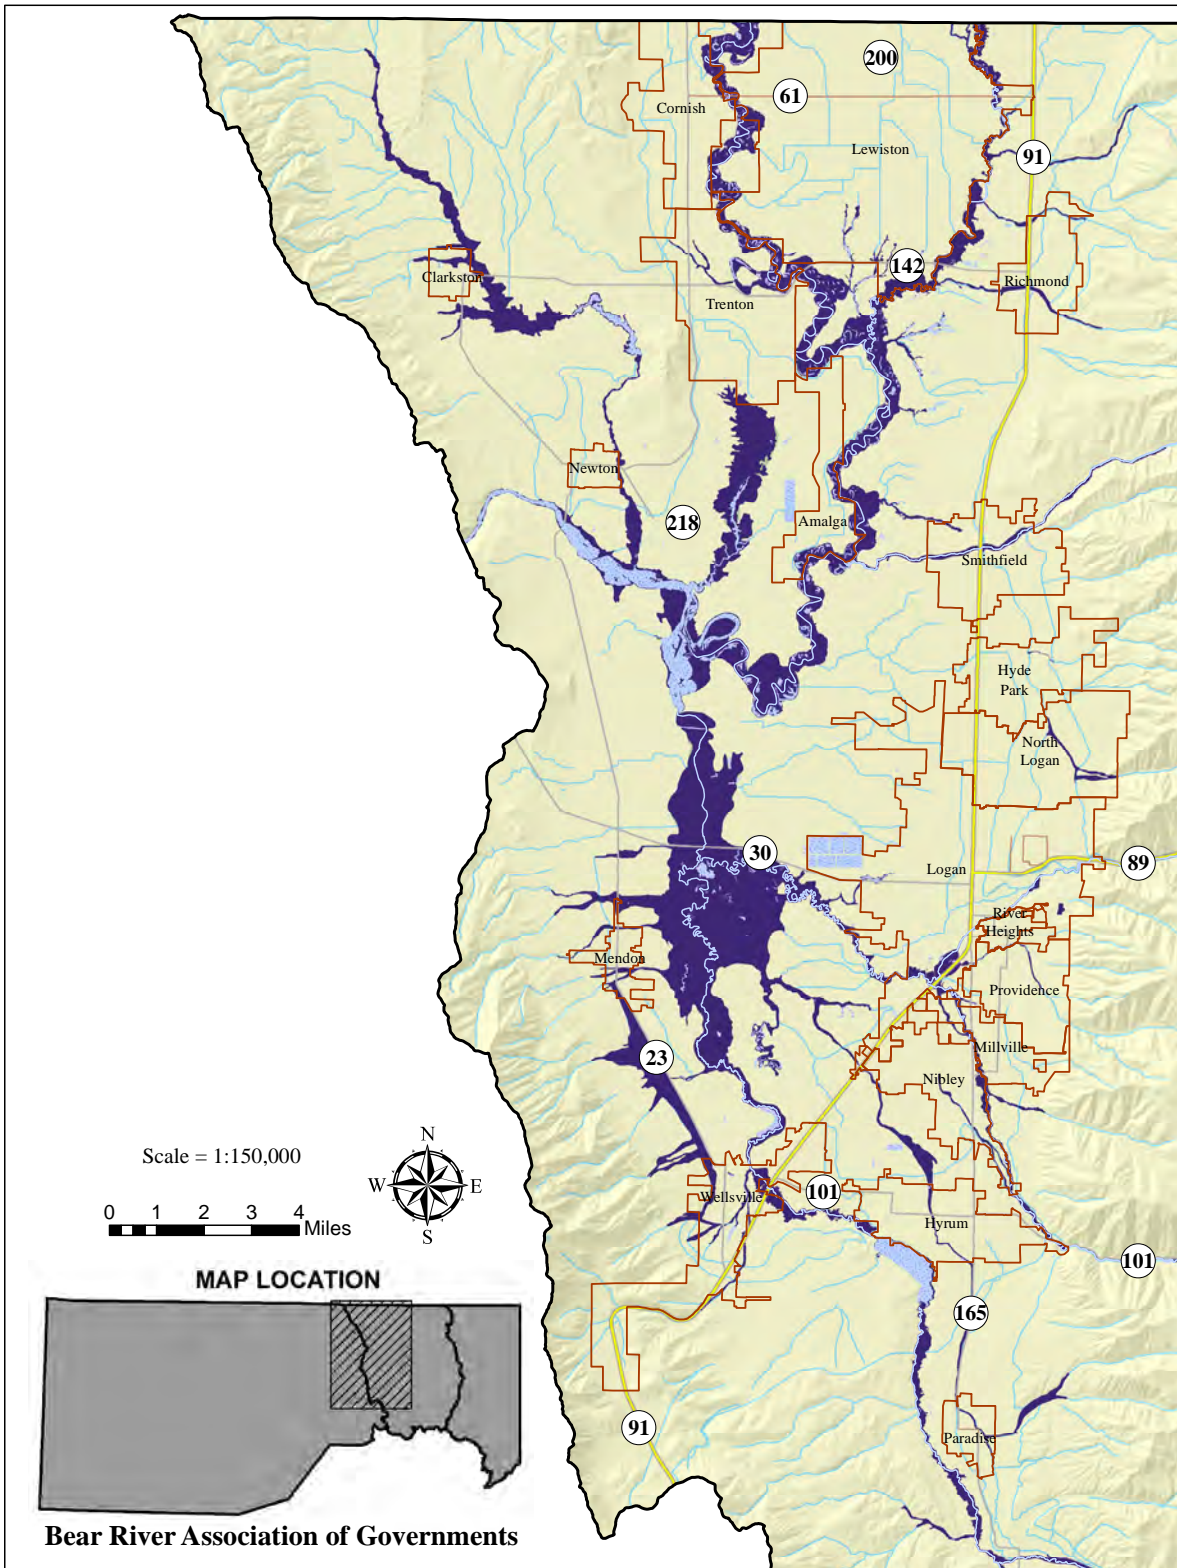 200
61
Cornish
Lewiston
91
142
Clarkston
Richmond
Trenton
Newton
218
Amalga
Smithfield
Hyde
Park
North
Logan
30
89
Logan
River
Heights
Mendon
Providence
23
Millville
Nibley
Scale = 1:150,000
N
W
E
S
101
Wellsville
Hyrum
0 1 2 3 4
Miles
101
MAP LOCATION
165
91
Paradise
Bear River Association of Governments